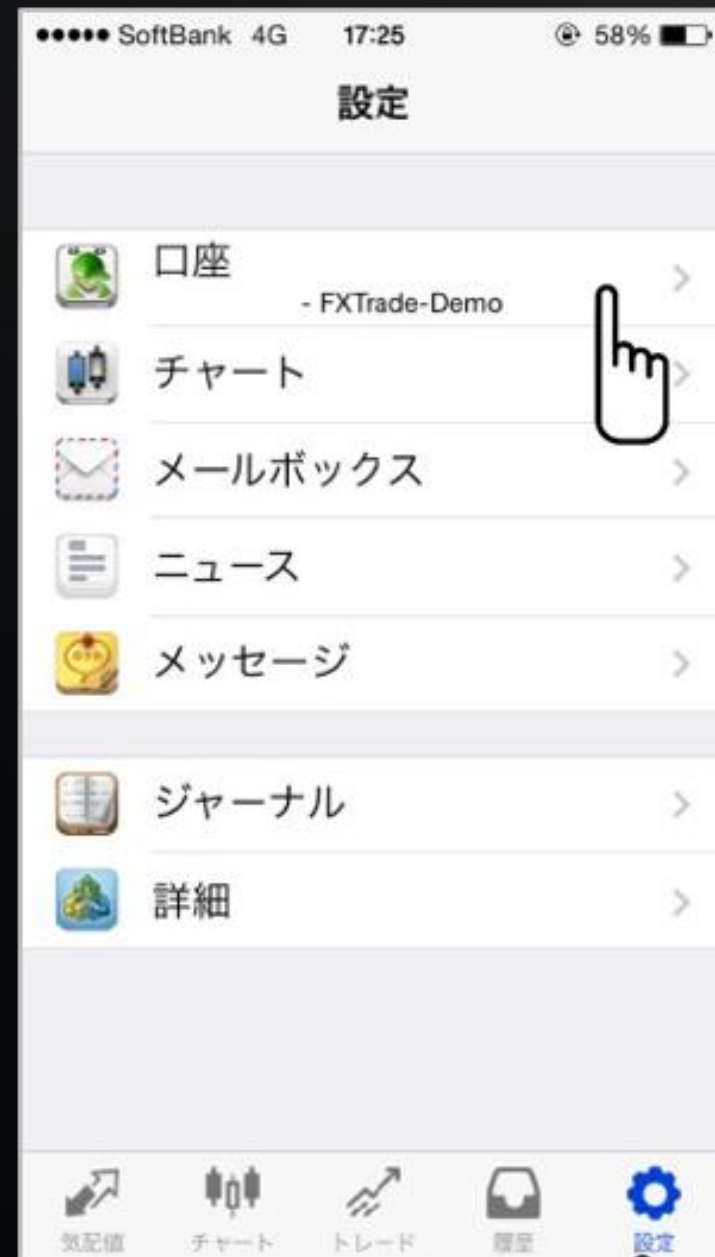 ●●●●● SoftBank 4G 17:25 58%
設定
口座
- FXTrade-Demo
チャート
メールボックス
ニュース
メッセージ
ジャーナル
詳細
気配値 チャート トレード 履歴 設定